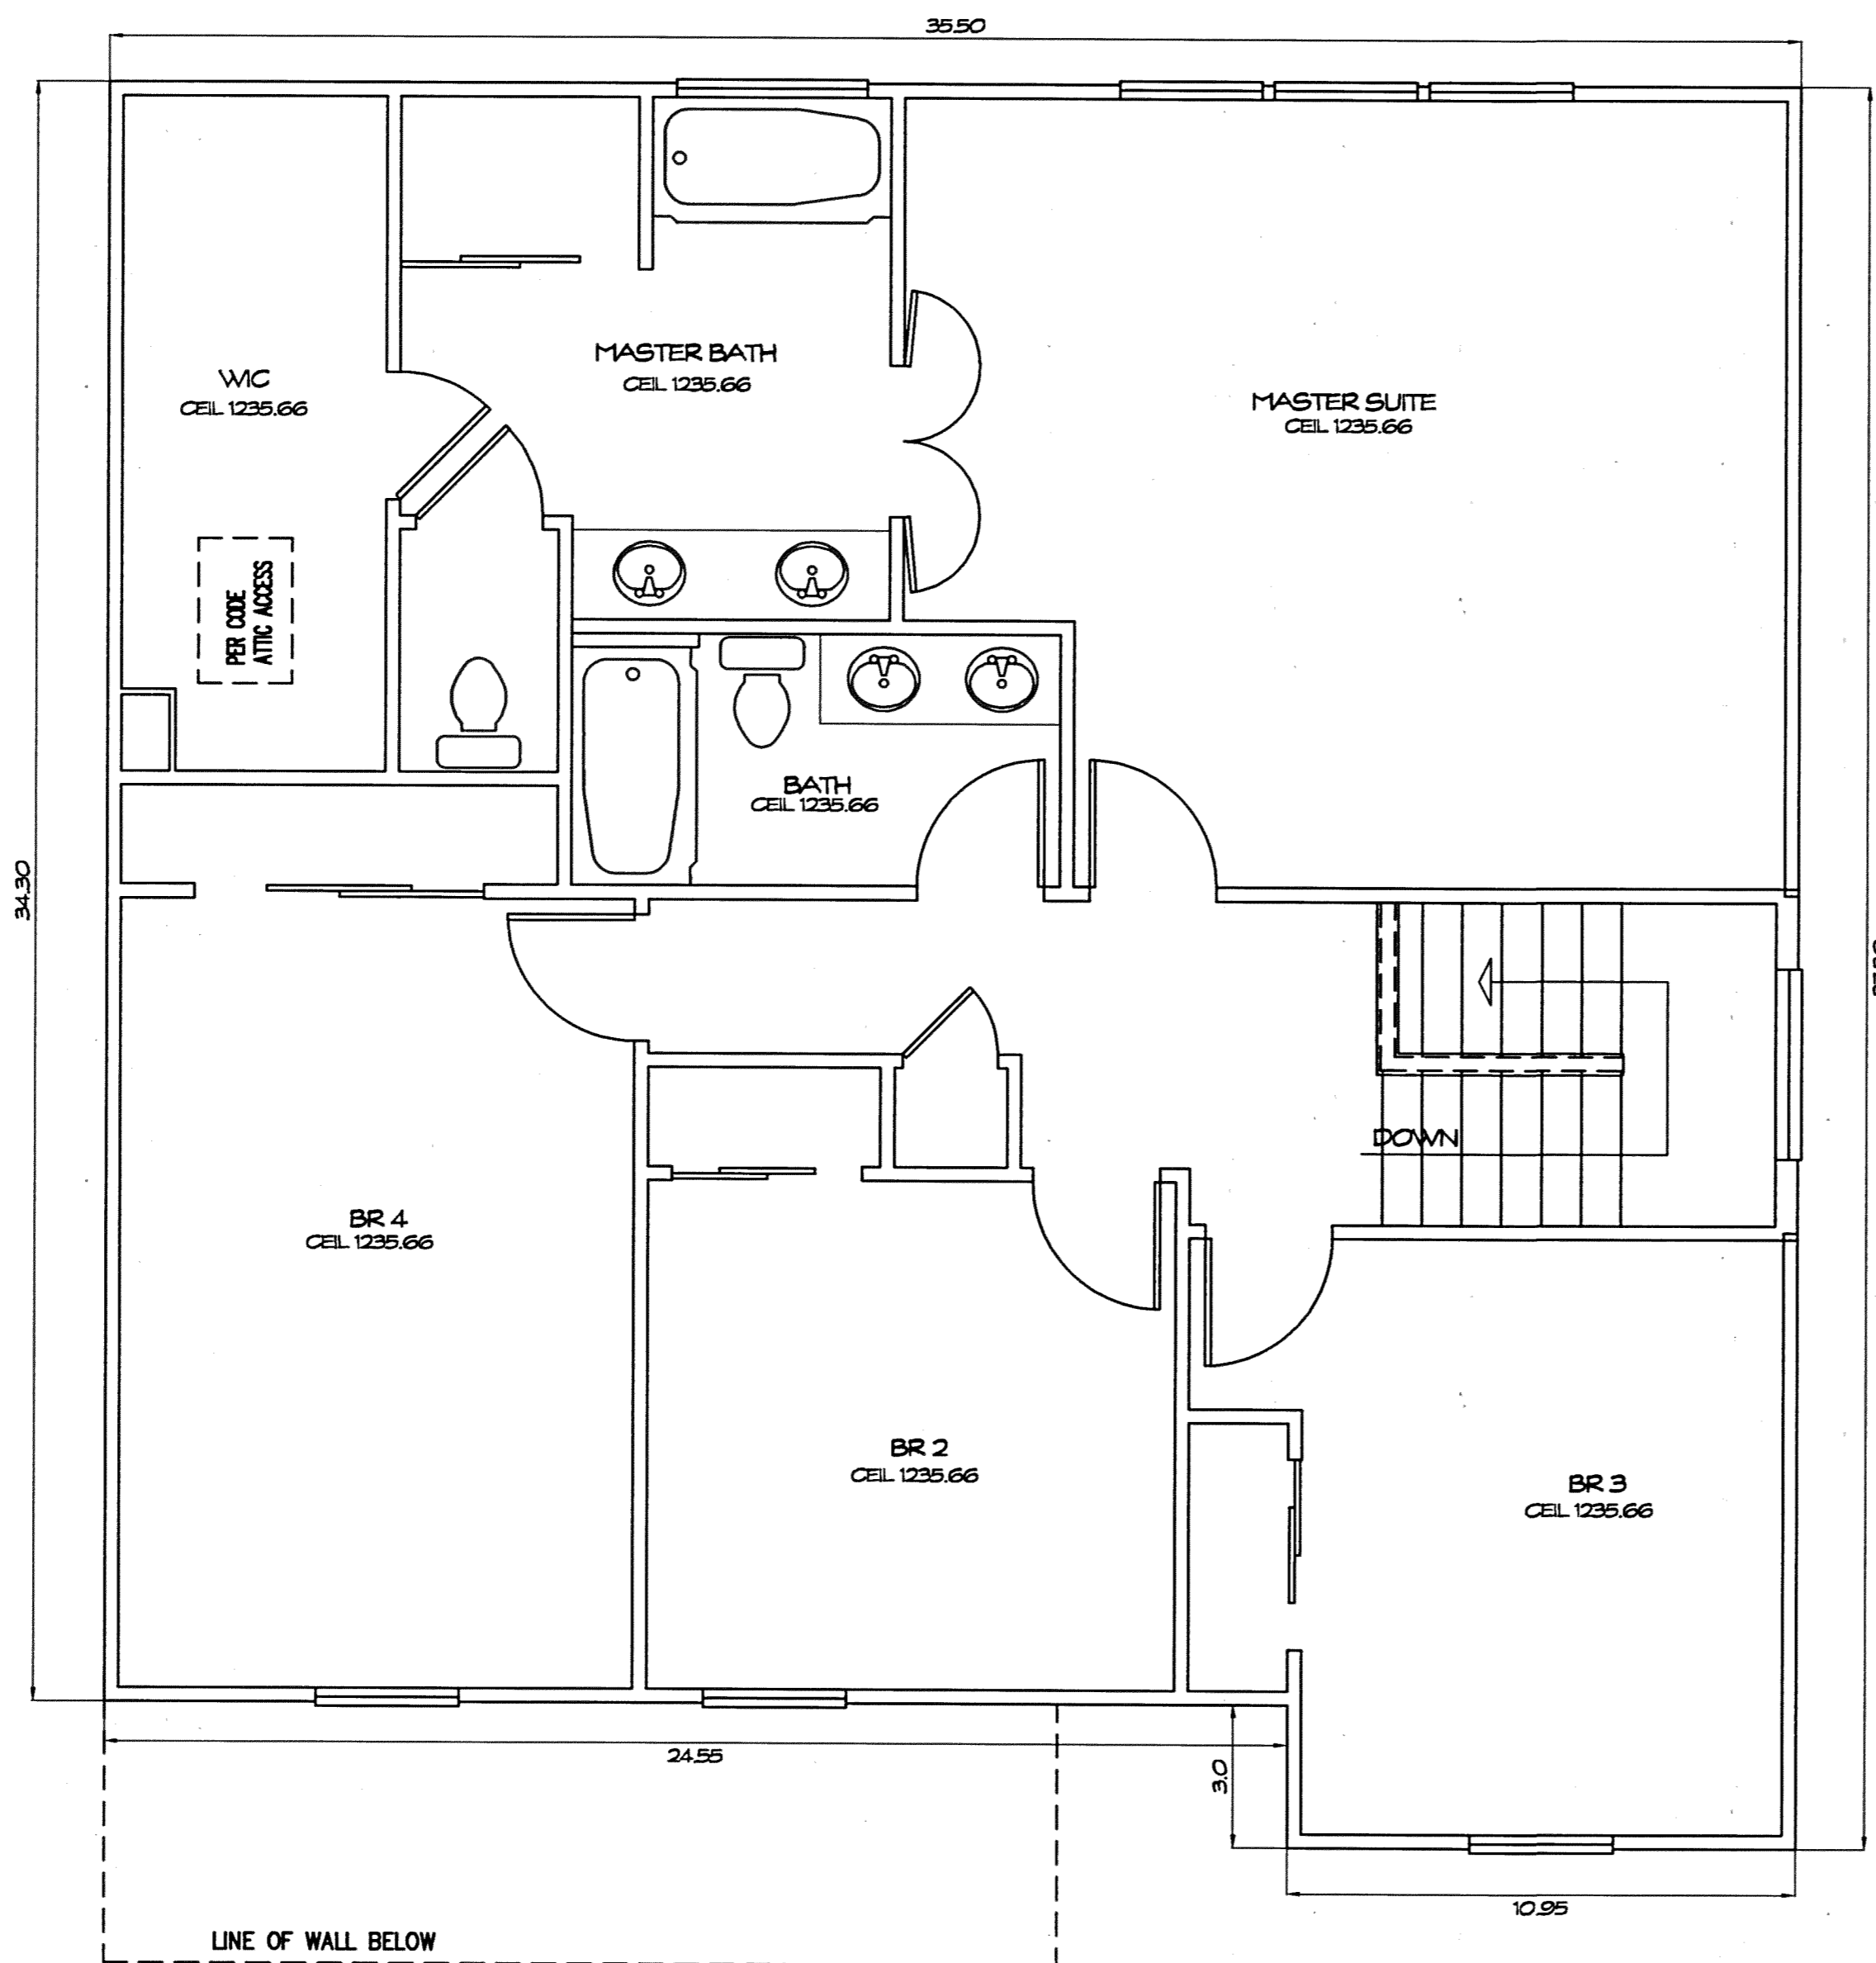 35.50
MASTER BATH
CEIL 1235.66
WIC
CEIL 1235.66
MASTER SUITE
CEIL 1235.66
PER CODE
ATTIC ACCESS
BATH
CEIL 1235.66
34.30
DOWN
BR 4
CEIL 1235.66
BR 2
CEIL 1235.66
BR 3
CEIL 1235.66
24.55
3.0
10.95
LINE OF WALL BELOW